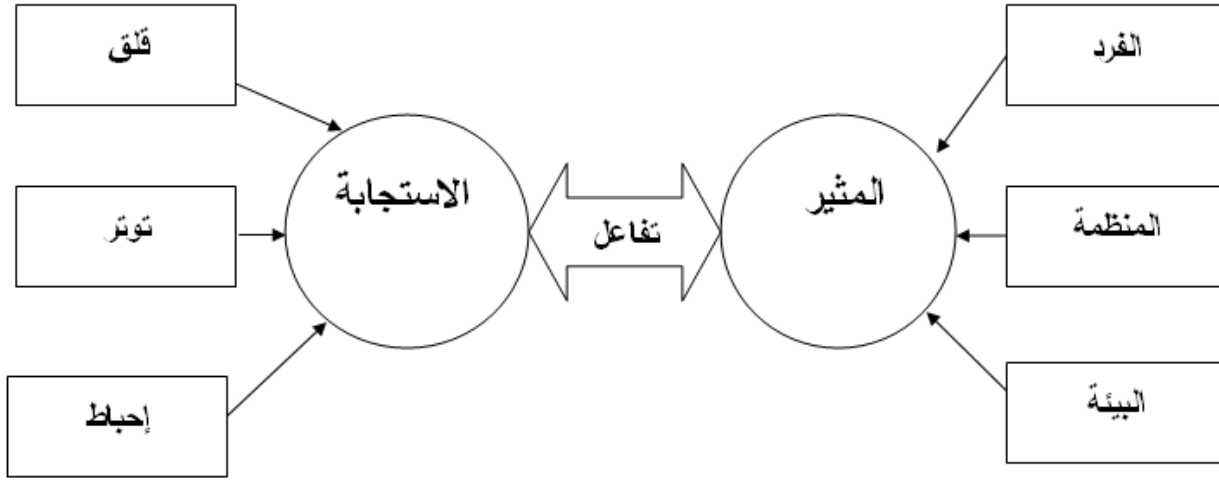 الفرد
قلق
المثير
الاستجابة
المنظمة
تفاعل
توتر
البيئة
إحباط